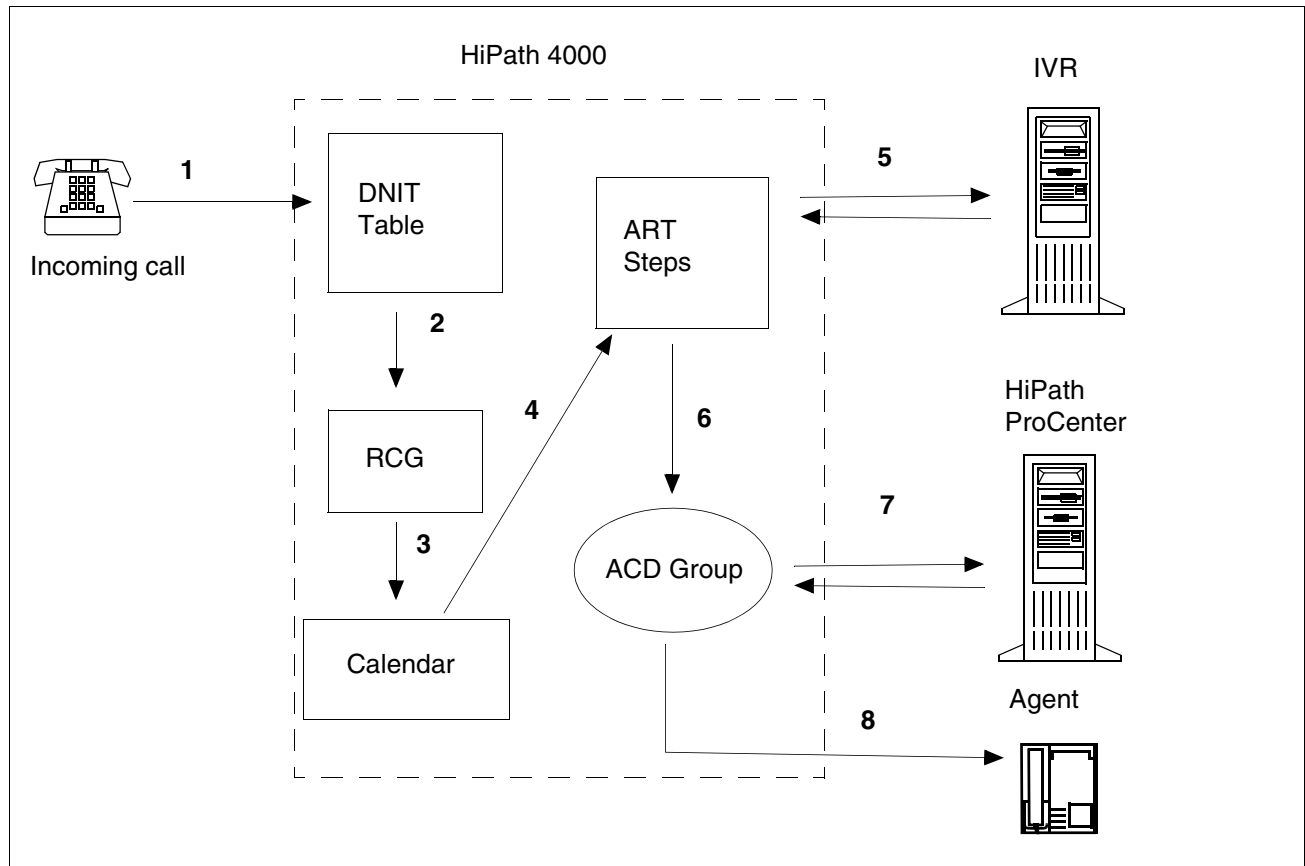 HiPath 4000
IVR
1
DNIT
Table
5
ART
Steps
Incoming call
2
HiPath
ProCenter
4
6
RCG
7
3
ACD Group
Calendar
Agent
8